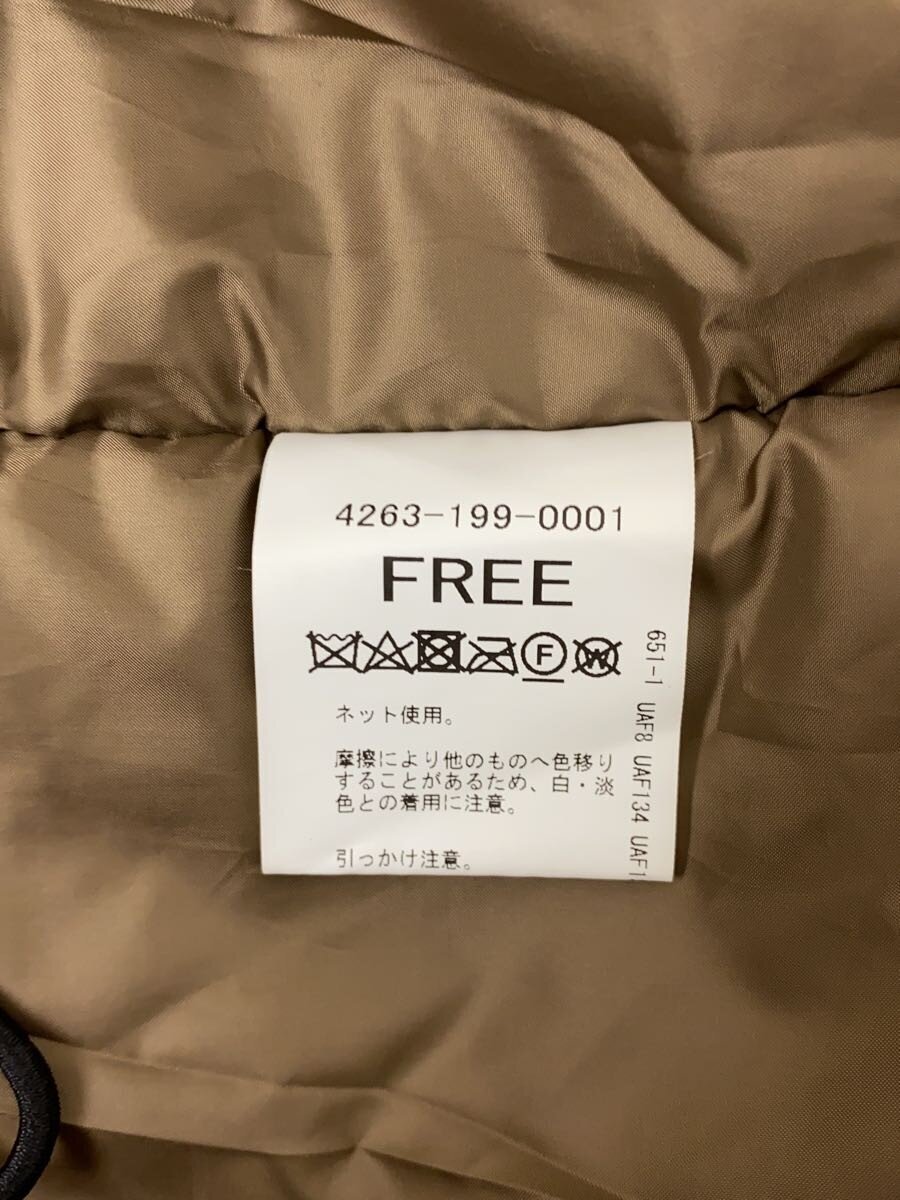 4263-199-0001
FREE
F
W
ネット使用。
摩擦により他のものへ色移り
することがあるため、白・淡
色との着用に注意。
引っかけ注意。
651-1 UAF8 UAF134